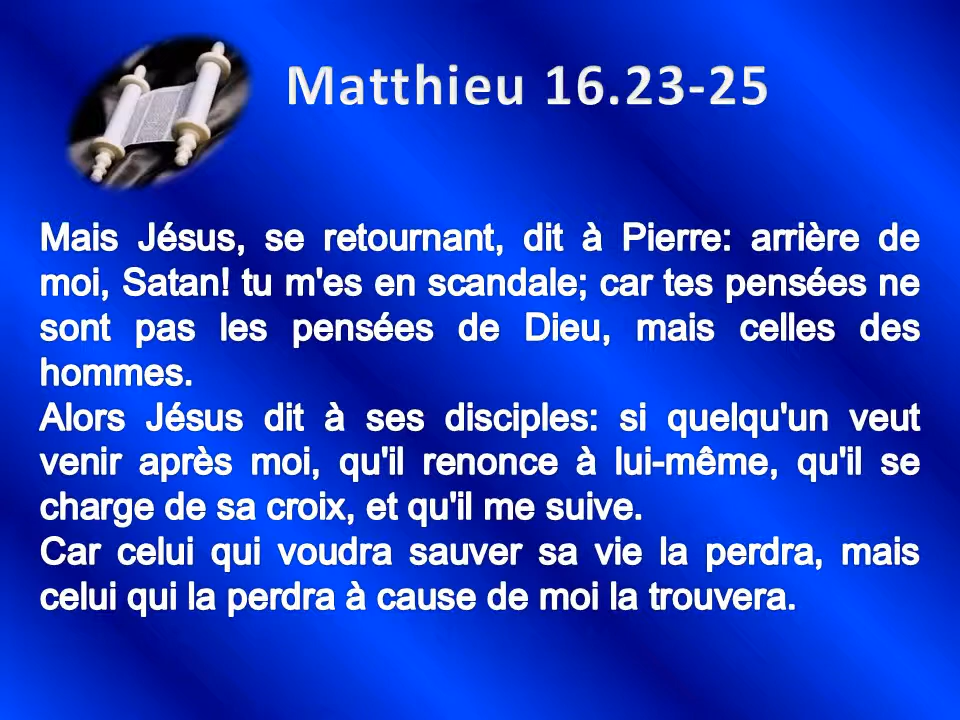 Matthieu 16.23-25
Mais Jésus, se retournant, dit à Pierre: arrière de
moi, Satan! tu m'es en scandale; car tes pensées ne
sont pas les pensées de Dieu, mais celles des
hommes.
Alors Jésus dit à ses disciples: si quelqu'un veut
venir après moi, qu'il renonce à lui-même, qu'il se
charge de sa croix, et qu'il me suive.
Car celui qui voudra sauver sa vie la perdra, mais
celui qui la perdra à cause de moi la trouvera.